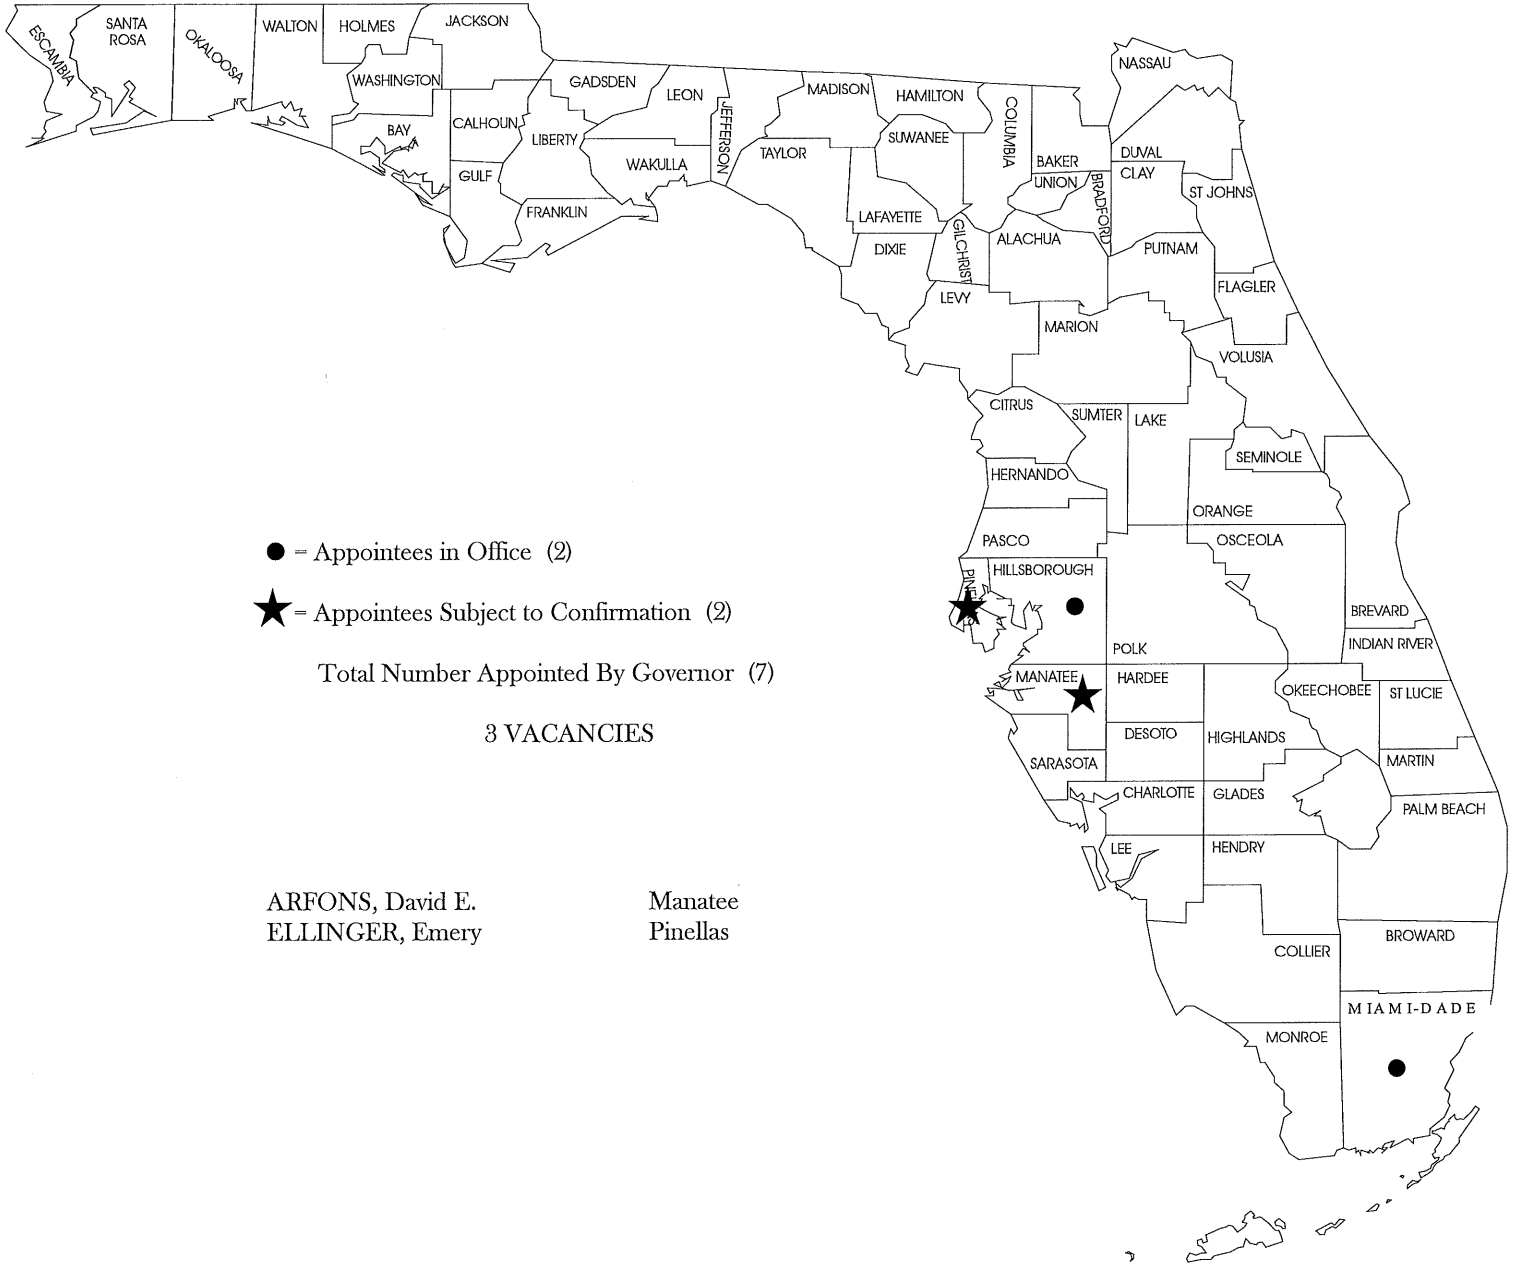 ESCAMBIA
SANTA
ROSA
OKALOOSA
WALTON
HOLMES
JACKSON
WASHINGTON
BAY
CALHOUN
GULF
LIBERTY
GADSDEN
FRANKLIN
LEON
WAKULLA
JEFFERSON
MADISON
TAYLOR
HAMILTON
SUWANEE
LAFAYETTE
DIXIE
COLUMBIA
GILCHRIST
BAKER
UNION
BRADFORD
ALACHUA
LEVY
NASSAU
DUVAL
CLAY
ST JOHNS
PUTNAM
FLAGLER
MARION
VOLUSIA
CITRUS
SUMTER
LAKE
SEMINOLE
HERNANDO
ORANGE
PASCO
OSCEOLA
PINELLAS
HILLSBOROUGH
POLK
BREVARD
INDIAN RIVER
MANATEE
HARDEE
OKEECHOBEE
ST LUCIE
DESOTO
HIGHLANDS
SARASOTA
MARTIN
CHARLOTTE
GLADES
PALM BEACH
LEE
HENDRY
BROWARD
COLLIER
MIAMI-DADE
MONROE
= Appointees in Office (2)
= Appointees Subject to Confirmation (2)
Total Number Appointed By Governor (7)
3 VACANCIES
ARFONS, David E. Manatee
ELLINGER, Emery Pinellas